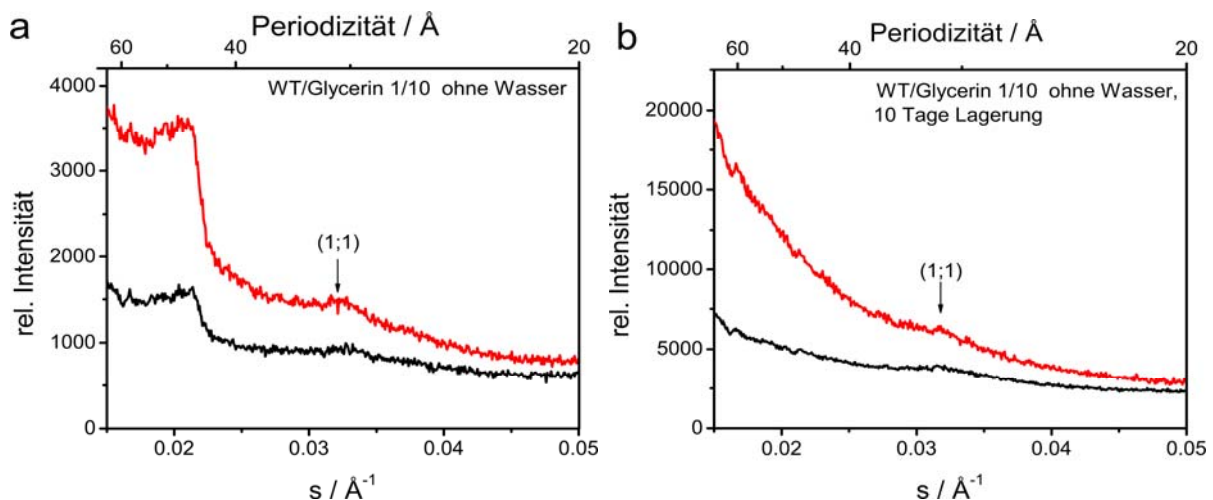 a
Periodizität / Å
60 40 20
WT/Glycerin 1/10 ohne Wasser
4000
3000
2000
1000
0
rel. Intensität
(1;1)
0.02 0.03 0.04 0.05
s / Å-1
b
Periodizität / Å
60 40 20
WT/Glycerin 1/10 ohne Wasser,
10 Tage Lagerung
20000
15000
10000
5000
0
rel. Intensität
(1;1)
0.02 0.03 0.04 0.05
s / Å-1